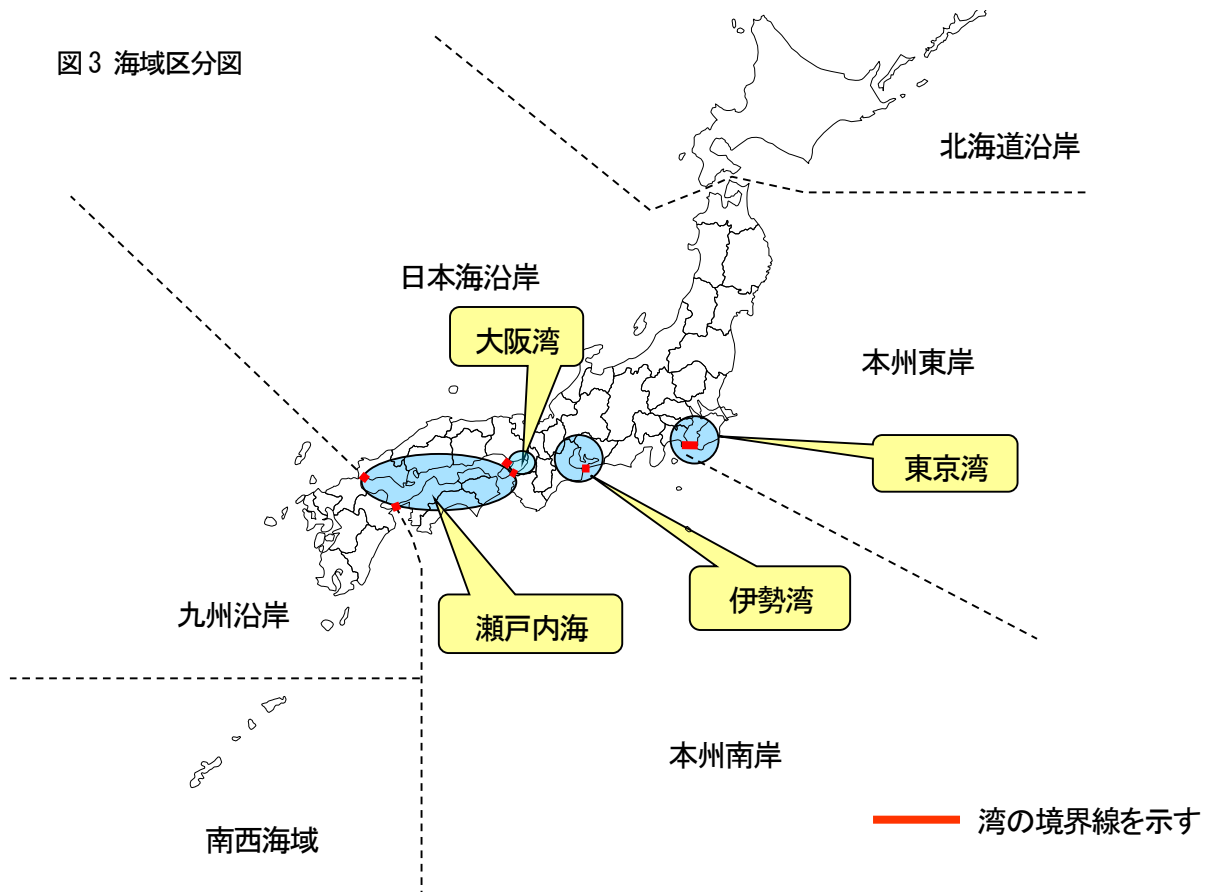 図3 海域区分図
北海道沿岸
日本海沿岸
大阪湾
本州東岸
東京湾
伊勢湾
九州沿岸
瀬戸内海
本州南岸
湾の境界線を示す
南西海域